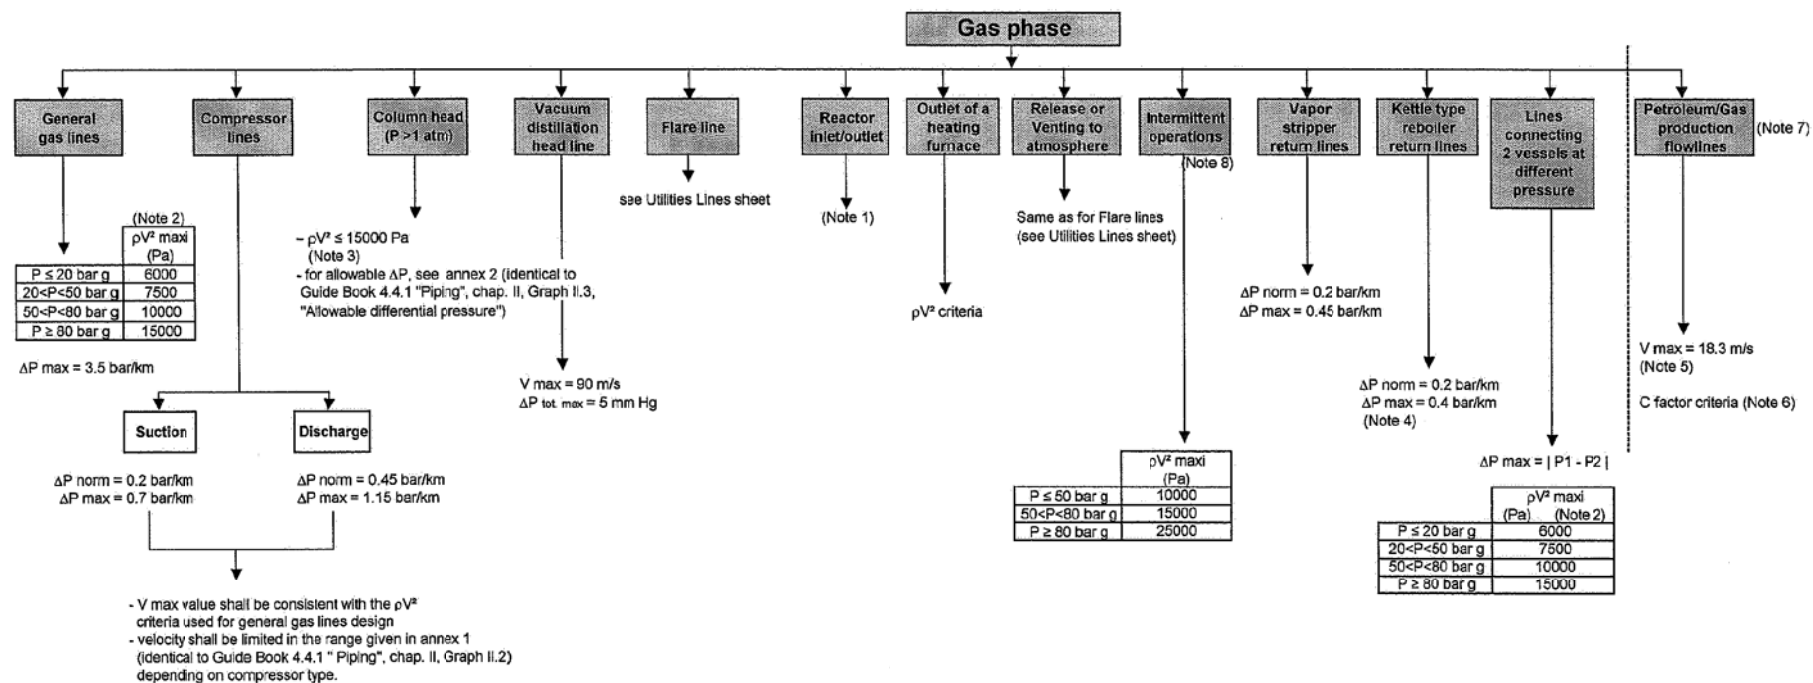 Gas phase
General
gas lines
Compressor
lines
Column head
(P >1 atm)
Vacuum
distillation
head line
Flare line
Reactor
inlet/outlet
Outlet of a
heating
furnace
Release or
Venting to
atmosphere
Intermittent
operations
(Note 8)
Vapor
stripper
return lines
Kettle type
reboiler
return lines
Lines
connecting
2 vessels at
different
pressure
Petroleum/Gas
production
flowlines
(Note 7)
(Note 2)
ρV² maxi
(Pa)
P ≤ 20 bar g 6000
20<P<50 bar g 7500
50<P<80 bar g 10000
P ≥ 80 bar g 15000
ΔP max = 3.5 bar/km
Suction
Discharge
ΔP norm = 0.2 bar/km
ΔP max = 0.7 bar/km
ΔP norm = 0.45 bar/km
ΔP max = 1.15 bar/km
- V max value shall be consistent with the ρV²
criteria used for general gas lines design
- velocity shall be limited in the range given in annex 1
(identical to Guide Book 4.4.1 " Piping", chap. II, Graph II.2)
depending on compressor type.
– ρV² ≤ 15000 Pa
(Note 3)
- for allowable ΔP, see annex 2 (identical to
Guide Book 4.4.1 "Piping", chap. II, Graph II.3,
"Allowable differential pressure")
V max = 90 m/s
ΔP tot. max = 5 mm Hg
see Utilities Lines sheet
(Note 1)
ρV² criteria
Same as for Flare lines
(see Utilities Lines sheet)
ρV² maxi
(Pa)
P ≤ 50 bar g 10000
50<P<80 bar g 15000
P ≥ 80 bar g 25000
ΔP norm = 0.2 bar/km
ΔP max = 0.45 bar/km
ΔP norm = 0.2 bar/km
ΔP max = 0.4 bar/km
(Note 4)
ΔP max = | P1 - P2 |
ρV² maxi
(Pa) (Note 2)
P ≤ 20 bar g 6000
20<P<50 bar g 7500
50<P<80 bar g 10000
P ≥ 80 bar g 15000
V max = 18.3 m/s
(Note 5)
C factor criteria (Note 6)